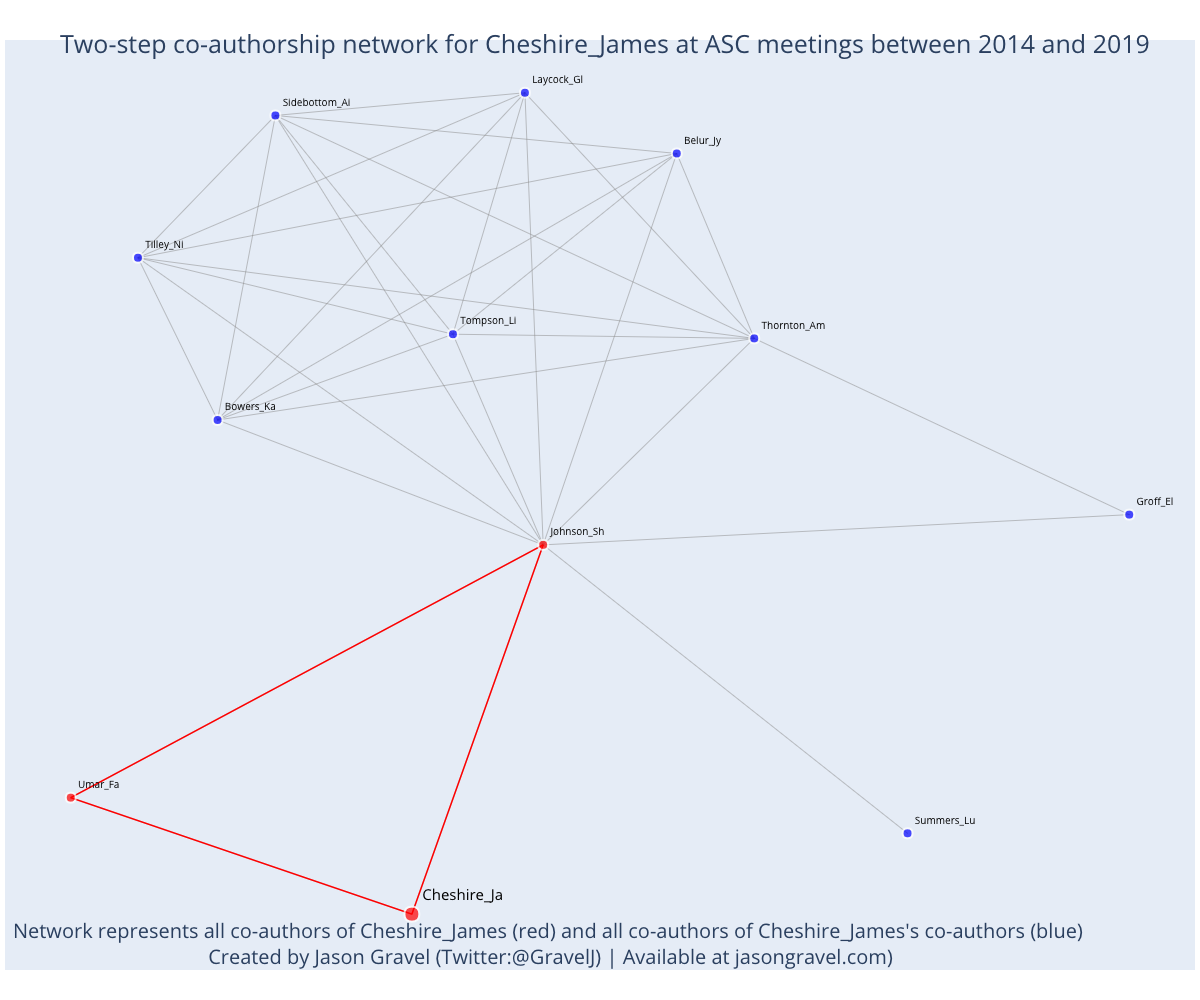 Two-step co-authorship network for Cheshire_James at ASC meetings between 2014 and 2019
Laycock_Gl
Sidebottom_Ai
Belur_Jy
Tilley_Ni
Tompson_Li
Thornton_Am
Bowers_Ka
Groff_El
Johnson_Sh
Umar_Fa
Summers_Lu
Cheshire_Ja
Network represents all co-authors of Cheshire_James (red) and all co-authors of Cheshire_James's co-authors (blue)
Created by Jason Gravel (Twitter:@GravelJ) | Available at jasongravel.com)